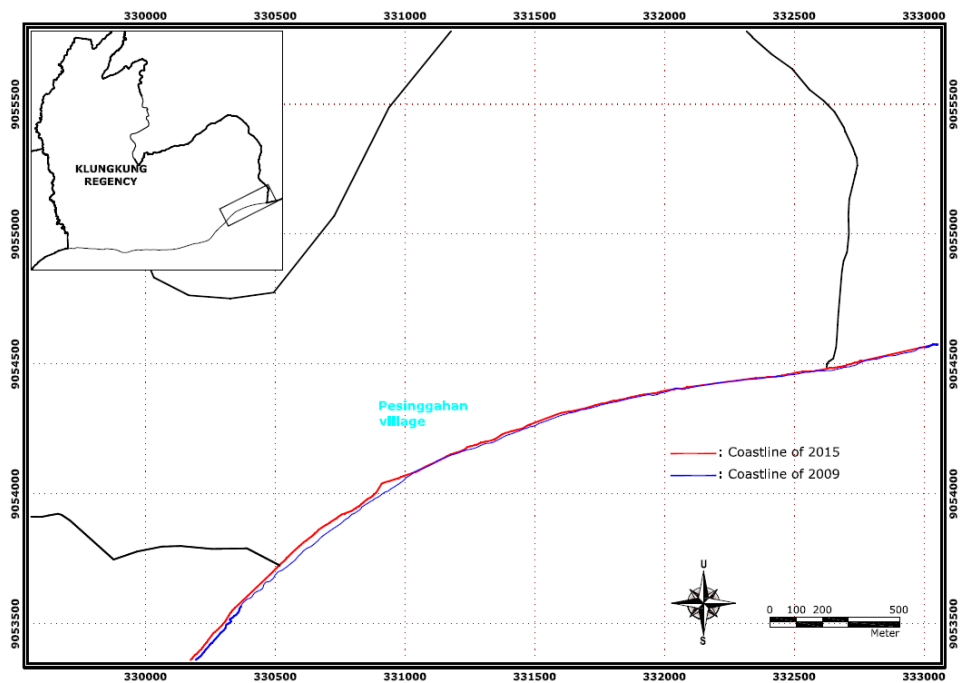 330000 330500 331000 331500 332000 332500 333000
9055500
9055500
KLUNGKUNG
REGENCY
9055000
9055000
9054500
9054500
Pesinggahan
village
: Coastline of 2015
: Coastline of 2009
9054000
9054000
U
S
0 100 200 500
Meter
9053500
9053500
330000 330500 331000 331500 332000 332500 333000